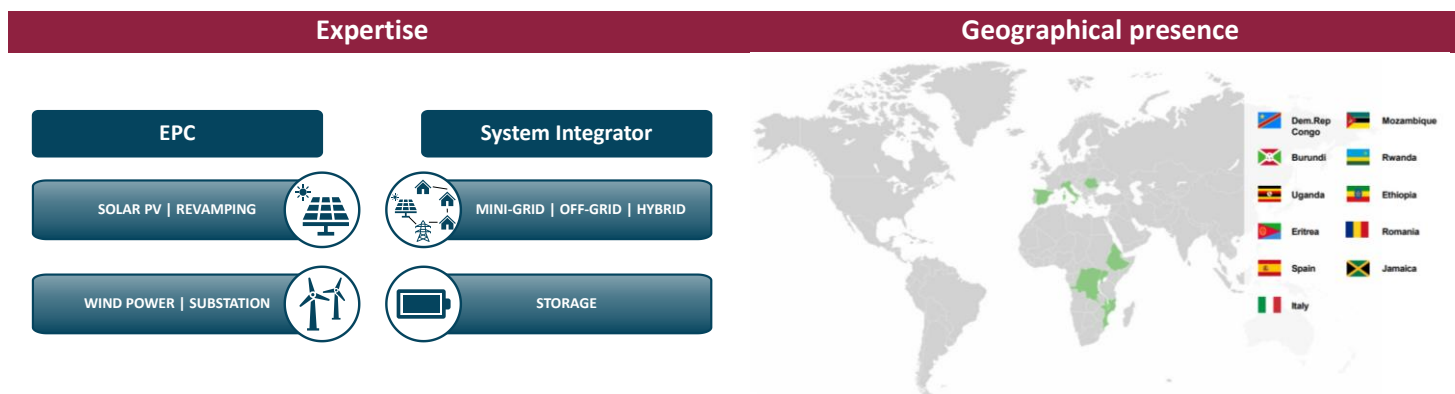 Expertise
EPC
System Integrator
SOLAR PV | REVAMPING
MINI-GRID | OFF-GRID | HYBRID
WIND POWER | SUBSTATION
STORAGE
Geographical presence
Dem.Rep
Congo
Mozambique
Burundi
Rwanda
Uganda
Ethiopia
Eritrea
Romania
Spain
Jamaica
Italy